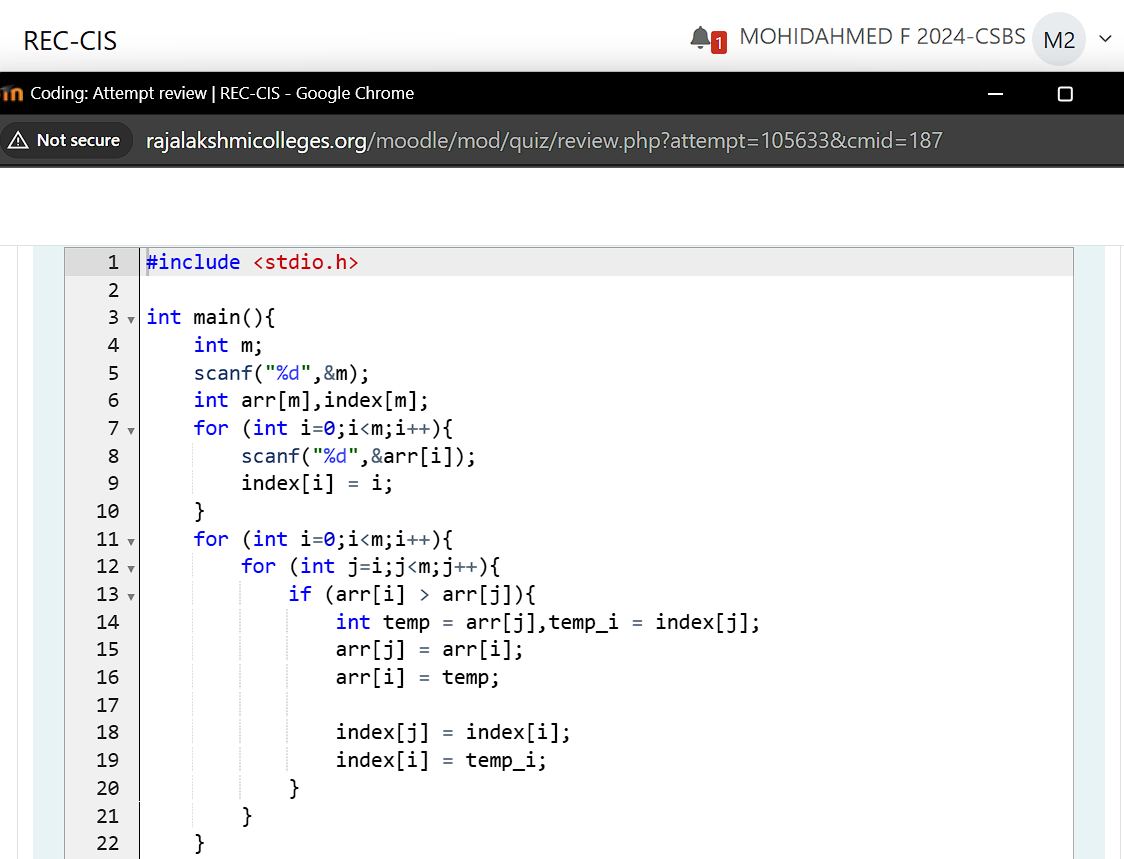 REC-CIS
1 MOHIDAHMED F 2024-CSBS M2
Coding: Attempt review | REC-CIS - Google Chrome
Not secure rajalakshmicolleges.org/moodle/mod/quiz/review.php?attempt=105633&cmid=187
1 #include <stdio.h>
2
3 int main(){
4     int m;
5     scanf("%d",&m);
6     int arr[m],index[m];
7     for (int i=0;i<m;i++){
8         scanf("%d",&arr[i]);
9         index[i] = i;
10     }
11     for (int i=0;i<m;i++){
12         for (int j=i;j<m;j++){
13             if (arr[i] > arr[j]){
14                 int temp = arr[j],temp_i = index[j];
15                 arr[j] = arr[i];
16                 arr[i] = temp;
17
18                 index[j] = index[i];
19                 index[i] = temp_i;
20             }
21         }
22     }